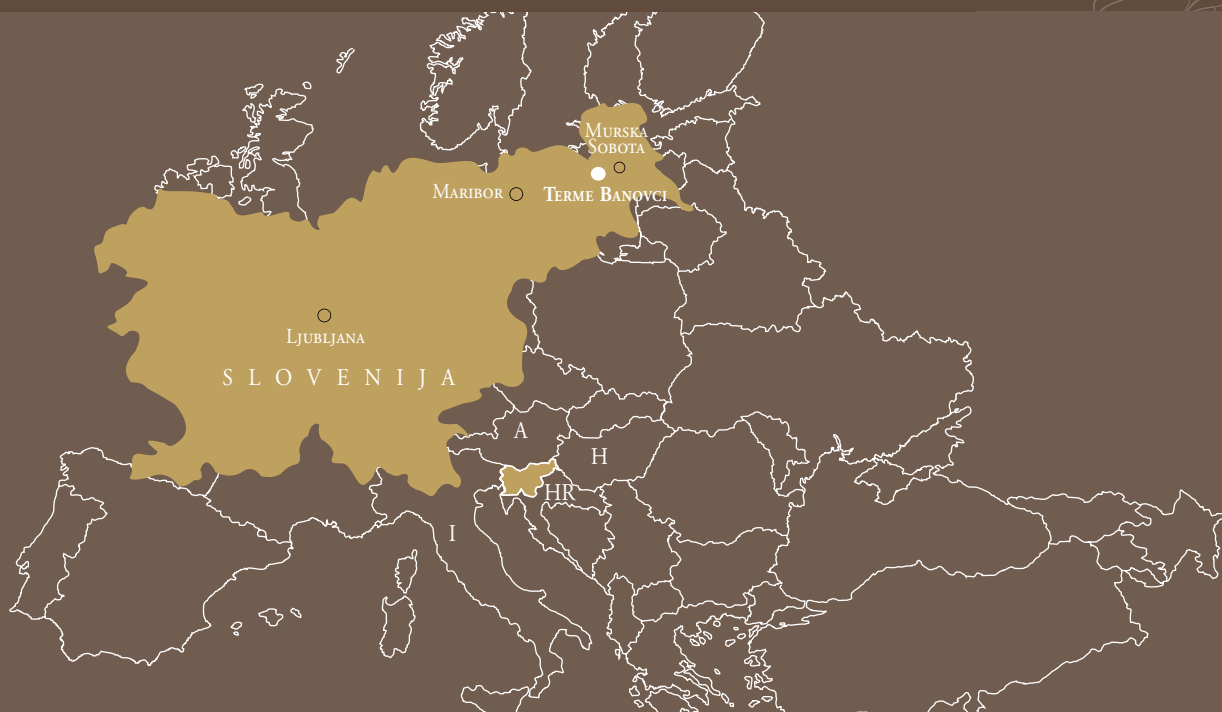 Murska
Sobota
Maribor
Terme Banovci
Ljubljana
SLOVENIJA
A
H
HR
I